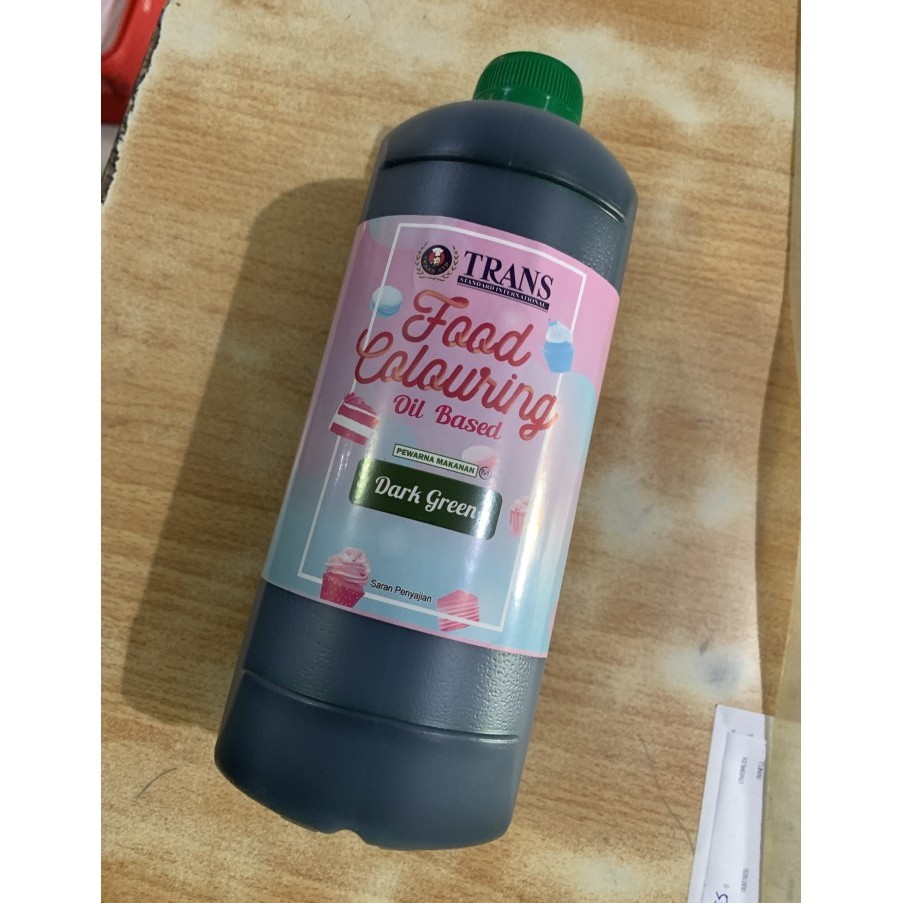 TRANS
STANDARD INTERNATIONAL
Food
Colouring
Oil Based
PEWARNA MAKANAN
Dark Green
Saran Penyajian